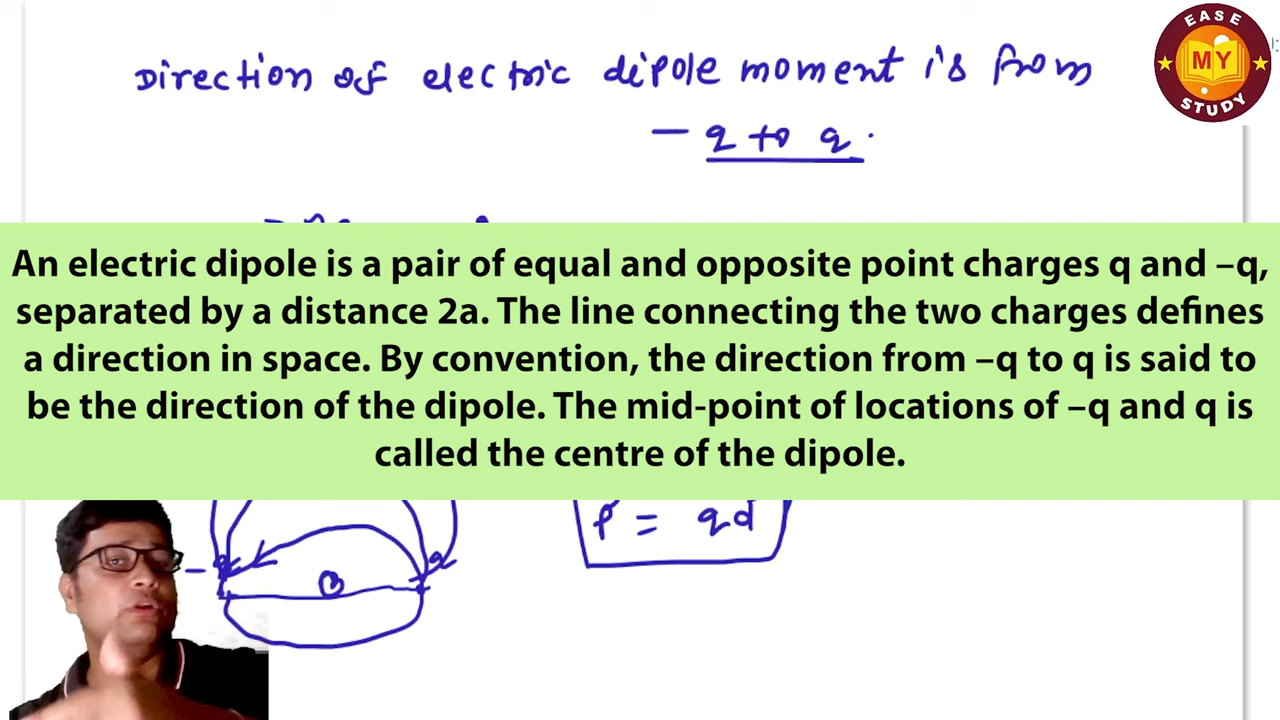 Direction of electric dipole moment is from
- q to q.
EASE
MY
STUDY
An electric dipole is a pair of equal and opposite point charges q and –q,
separated by a distance 2a. The line connecting the two charges defines
a direction in space. By convention, the direction from –q to q is said to
be the direction of the dipole. The mid-point of locations of –q and q is
called the centre of the dipole.
P = qd